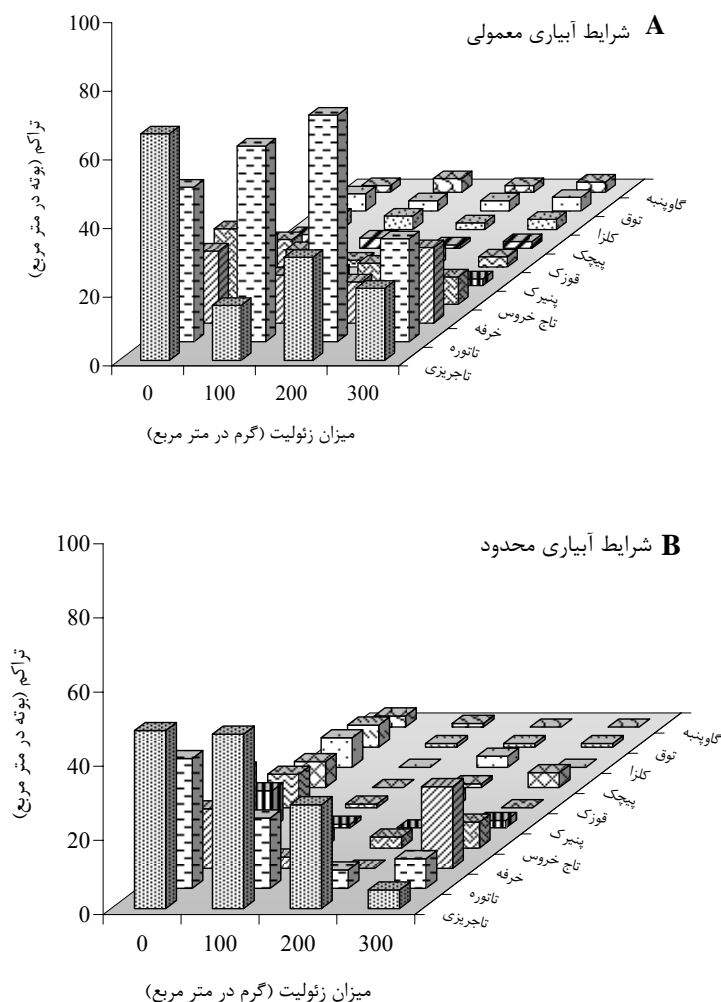 A شرایط آبیاری معمولی
تراکم (بوته در متر مربع)
100
80
60
40
20
0
0 100 200 300
گاوپنبه
توق
کلزا
پیچک
قوزک
پنیرک
تاج خروس
خرفه
تاتوره
تاجریزی
میزان زئولیت (گرم در متر مربع)
B شرایط آبیاری محدود
تراکم (بوته در متر مربع)
100
80
60
40
20
0
0 100 200 300
گاوپنبه
توق
کلزا
پیچک
قوزک
پنیرک
تاج خروس
خرفه
تاتوره
تاجریزی
میزان زئولیت (گرم در متر مربع)